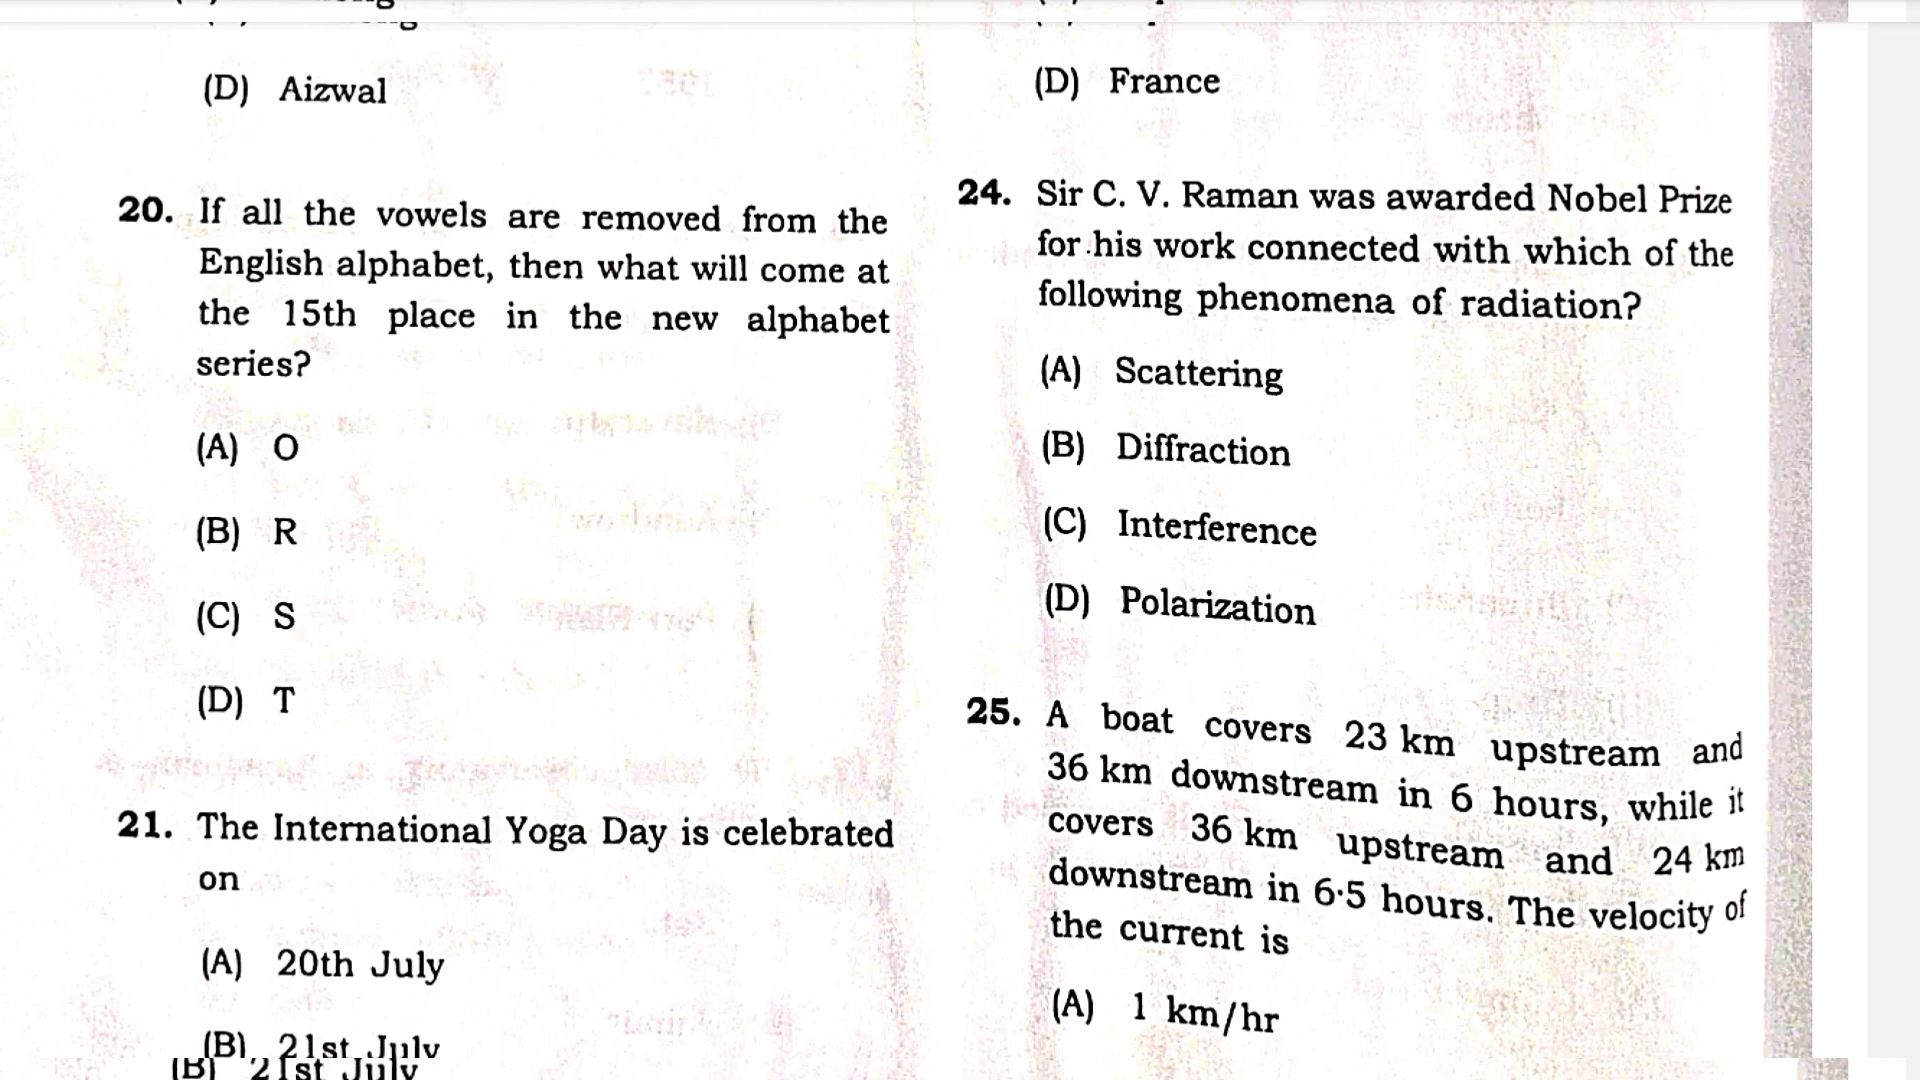 (D) Aizwal
20. If all the vowels are removed from the
English alphabet, then what will come at
the 15th place in the new alphabet
series?
(A) O
(B) R
(C) S
(D) T
21. The International Yoga Day is celebrated
on
(A) 20th July
(B) 21st July
(B) 21st July
(D) France
24. Sir C. V. Raman was awarded Nobel Prize
for his work connected with which of the
following phenomena of radiation?
(A) Scattering
(B) Diffraction
(C) Interference
(D) Polarization
25. A boat covers 23 km upstream and
36 km downstream in 6 hours, while it
covers 36 km upstream and 24 km
downstream in 6·5 hours. The velocity of
the current is
(A) 1 km/hr